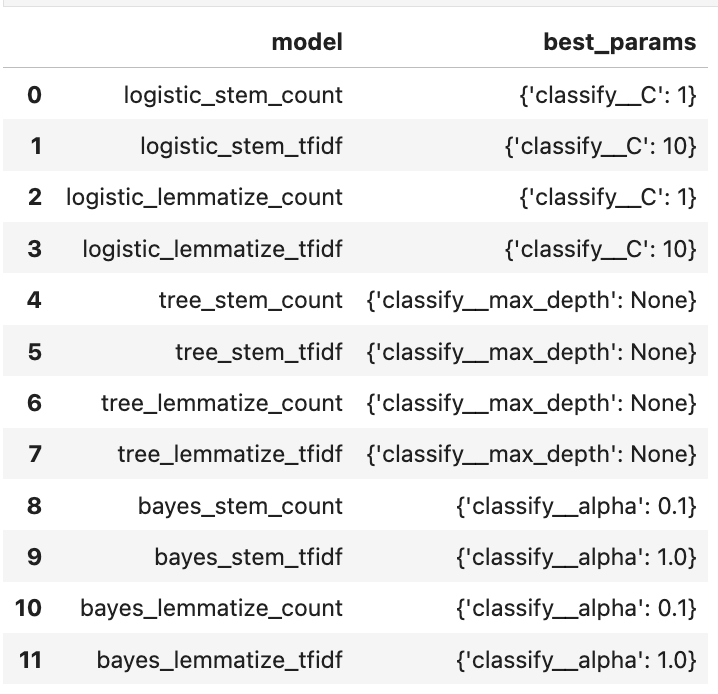 model best_params
0 logistic_stem_count {'classify__C': 1}
1 logistic_stem_tfidf {'classify__C': 10}
2 logistic_lemmatize_count {'classify__C': 1}
3 logistic_lemmatize_tfidf {'classify__C': 10}
4 tree_stem_count {'classify__max_depth': None}
5 tree_stem_tfidf {'classify__max_depth': None}
6 tree_lemmatize_count {'classify__max_depth': None}
7 tree_lemmatize_tfidf {'classify__max_depth': None}
8 bayes_stem_count {'classify__alpha': 0.1}
9 bayes_stem_tfidf {'classify__alpha': 1.0}
10 bayes_lemmatize_count {'classify__alpha': 0.1}
11 bayes_lemmatize_tfidf {'classify__alpha': 1.0}